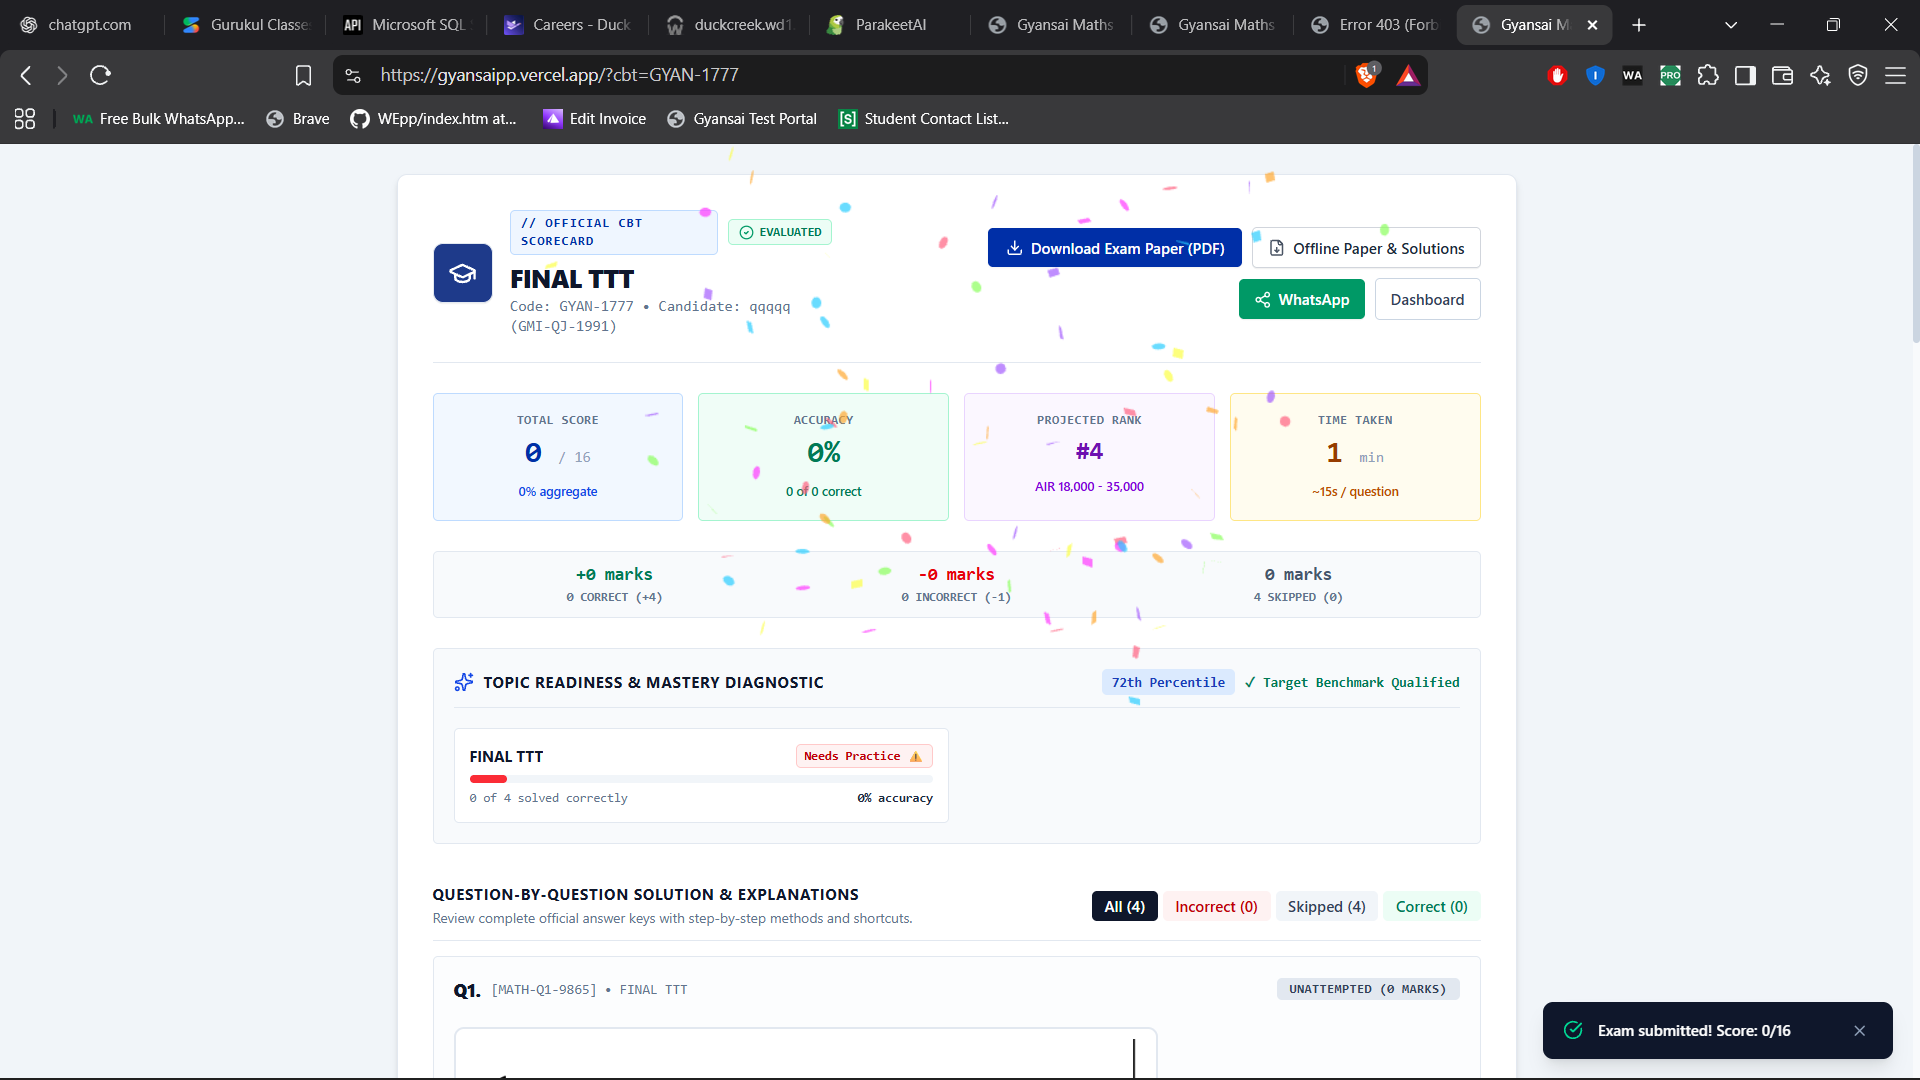 chatgpt.com
Gurukul Classe
API Microsoft SQL
Careers - Duck
duckcreek.wd1
ParakeetAI
Gyansai Maths
Gyansai Maths
Error 403 (Forb
Gyansai M
https://gyansaipp.vercel.app/?cbt=GYAN-1777
1
WA
PRO
WA Free Bulk WhatsApp...
Brave
WEpp/index.htm at...
Edit Invoice
Gyansai Test Portal
[S] Student Contact List...
// OFFICIAL CBT
SCORECARD
EVALUATED
FINAL TTT
Code: GYAN-1777 • Candidate: qqqqq
(GMI-QJ-1991)
Download Exam Paper (PDF)
Offline Paper & Solutions
WhatsApp
Dashboard
TOTAL SCORE
0 / 16
0% aggregate
ACCURACY
0%
0 of 0 correct
PROJECTED RANK
#4
AIR 18,000 - 35,000
TIME TAKEN
1 min
~15s / question
+0 marks
0 CORRECT (+4)
-0 marks
0 INCORRECT (-1)
0 marks
4 SKIPPED (0)
TOPIC READINESS & MASTERY DIAGNOSTIC
72th Percentile
✓ Target Benchmark Qualified
FINAL TTT
Needs Practice ⚠
0 of 4 solved correctly
0% accuracy
QUESTION-BY-QUESTION SOLUTION & EXPLANATIONS
Review complete official answer keys with step-by-step methods and shortcuts.
All (4)
Incorrect (0)
Skipped (4)
Correct (0)
Q1. [MATH-Q1-9865] • FINAL TTT
UNATTEMPTED (0 MARKS)
Exam submitted! Score: 0/16